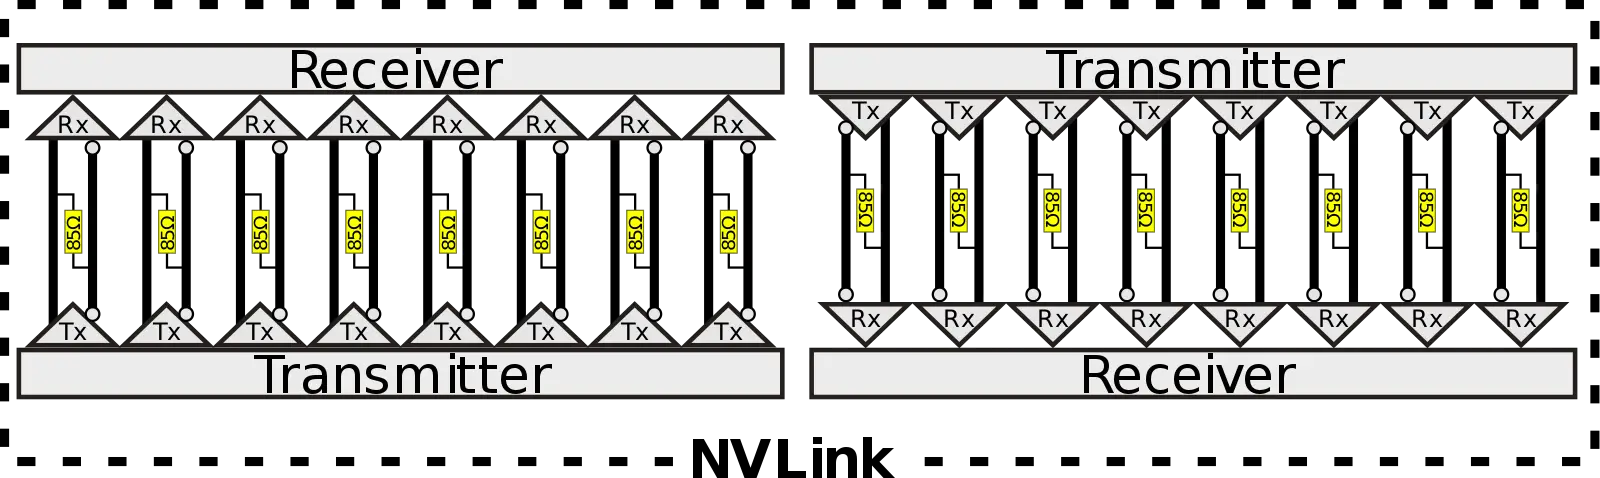 Receiver
Transmitter
Rx Rx Rx Rx Rx Rx Rx Rx
Tx Tx Tx Tx Tx Tx Tx Tx
85Ω 85Ω 85Ω 85Ω 85Ω 85Ω 85Ω 85Ω
85Ω 85Ω 85Ω 85Ω 85Ω 85Ω 85Ω 85Ω
Tx Tx Tx Tx Tx Tx Tx Tx
Rx Rx Rx Rx Rx Rx Rx Rx
Transmitter
Receiver
NVLink